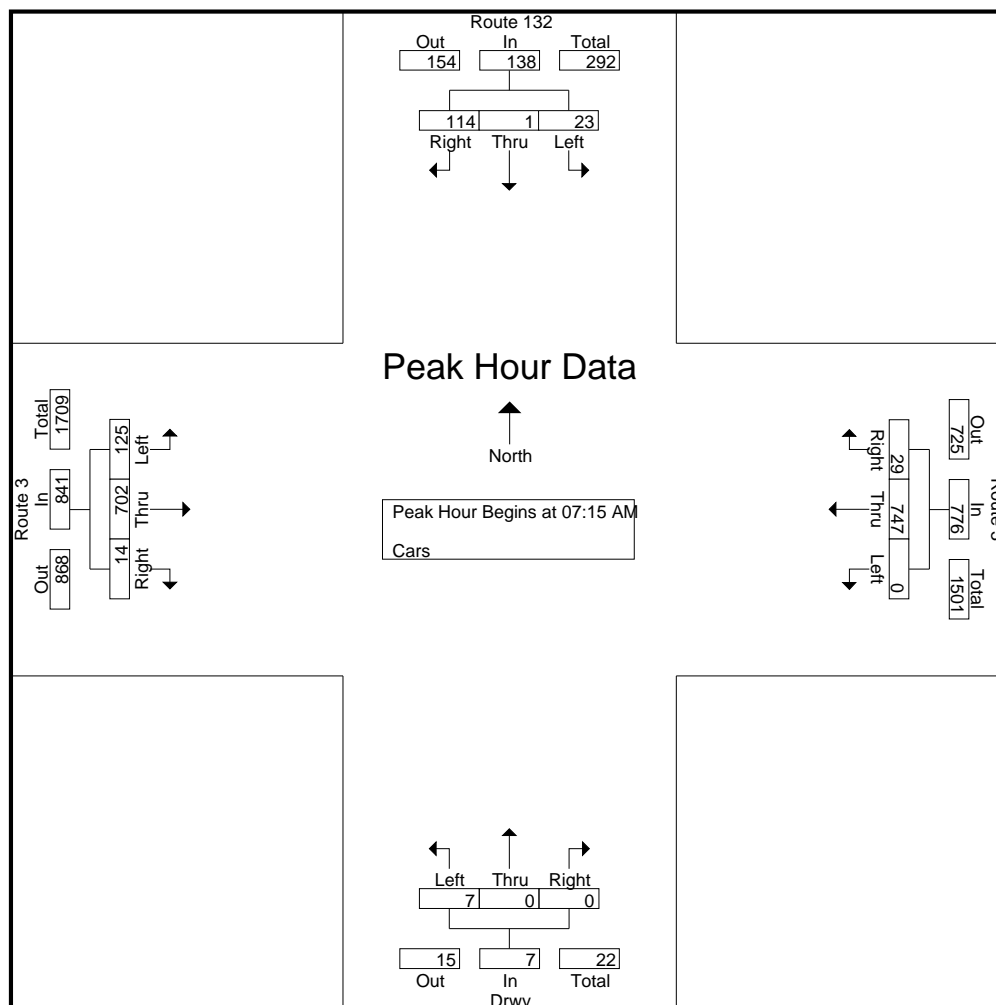 Route 132
Out In Total
154 138 292
114 1 23
Right Thru Left
Peak Hour Data
North
Peak Hour Begins at 07:15 AM
Cars
Route 3
Total In Out
1709 841 868
125 702 14
Left Thru Right
Right Thru Left
29 747 0
Out In Total
725 776 1501
Left Thru Right
7 0 0
15 7 22
Out In Total
Drwy